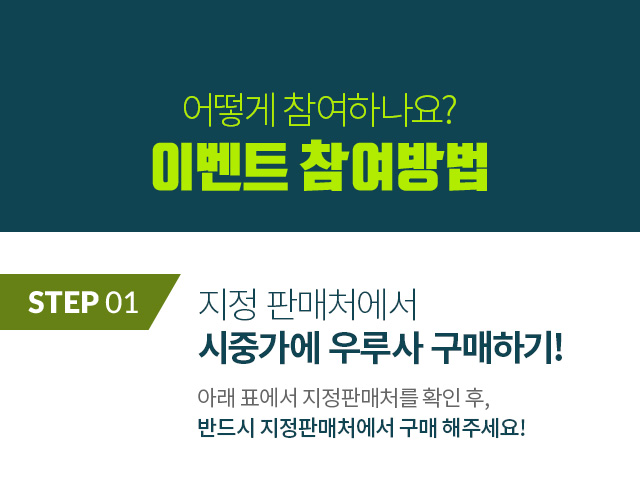 어떻게 참여하나요?
이벤트 참여방법
STEP 01
지정 판매처에서
시중가에 우루사 구매하기!
아래 표에서 지정판매처를 확인 후,
반드시 지정판매처에서 구매 해주세요!